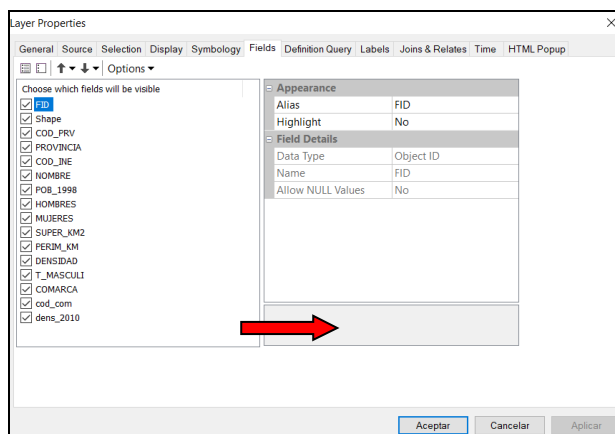 Layer Properties
General Source Selection Display Symbology Fields Definition Query Labels Joins & Relates Time HTML Popup
Options
Choose which fields will be visible
FID
Shape
COD_PRV
PROVINCIA
COD_INE
NOMBRE
POB_1998
HOMBRES
MUJERES
SUPER_KM2
PERIM_KM
DENSIDAD
T_MASCULI
COMARCA
cod_com
dens_2010
Appearance
Alias FID
Highlight No
Field Details
Data Type Object ID
Name FID
Allow NULL Values No
Aceptar Cancelar Aplicar